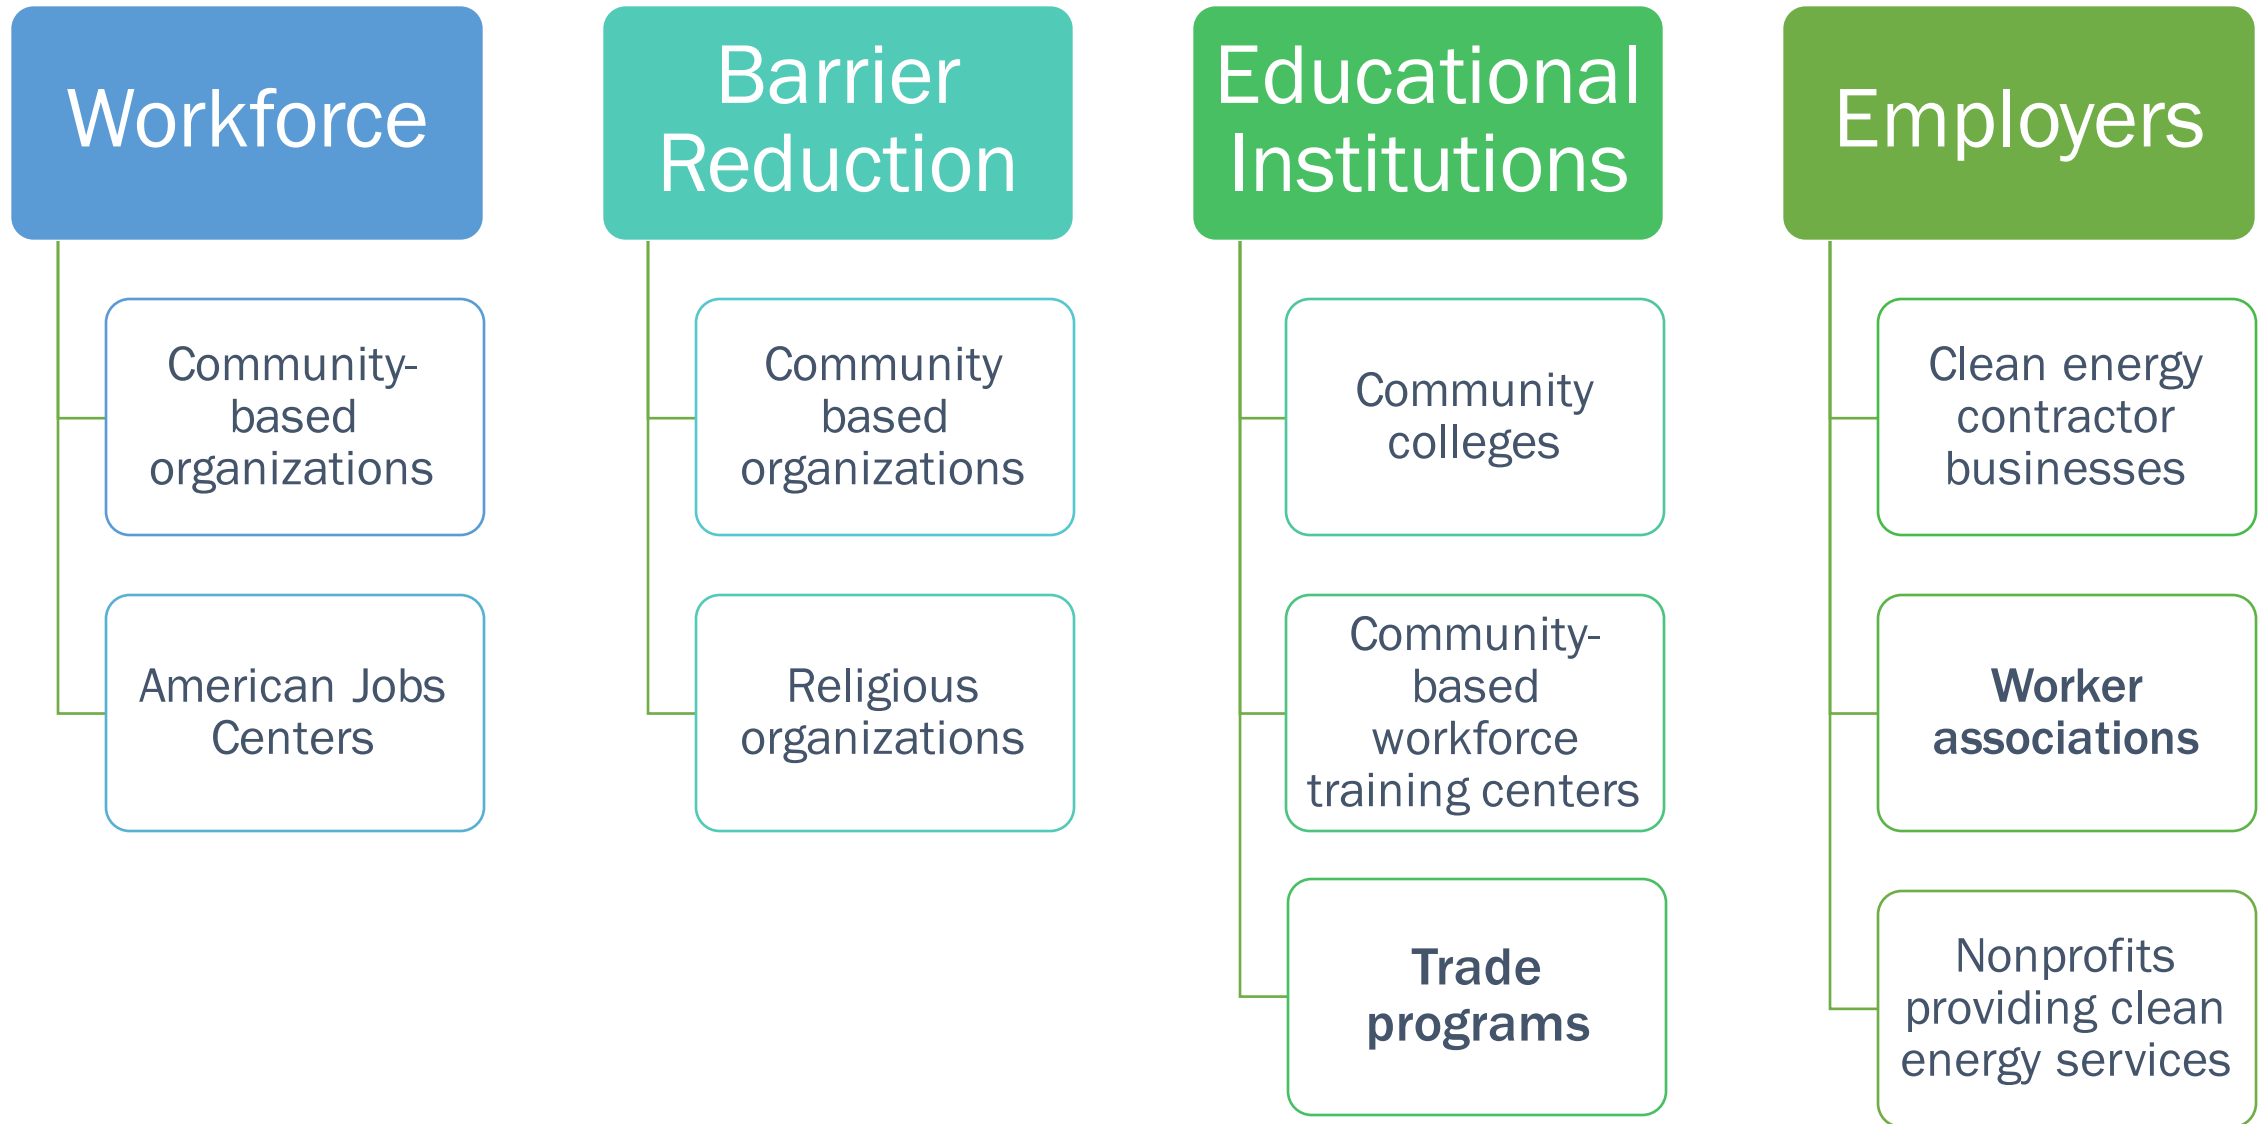 Workforce
Community-
based
organizations
American Jobs
Centers
Barrier
Reduction
Community
based
organizations
Religious
organizations
Educational
Institutions
Community
colleges
Community-
based
workforce
training centers
Trade
programs
Employers
Clean energy
contractor
businesses
Worker
associations
Nonprofits
providing clean
energy services